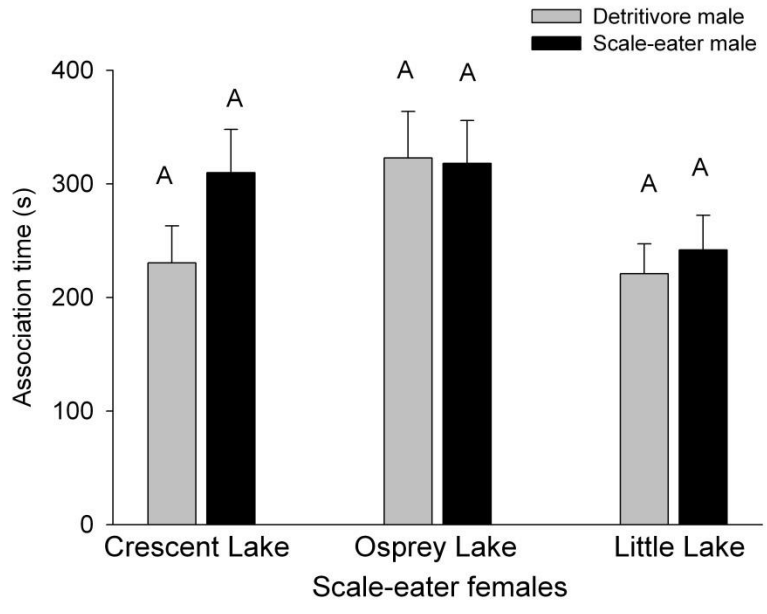 Detritivore male
Scale-eater male
400
300
200
100
0
Association time (s)
A
A
A
A
A
A
Crescent Lake
Osprey Lake
Little Lake
Scale-eater females